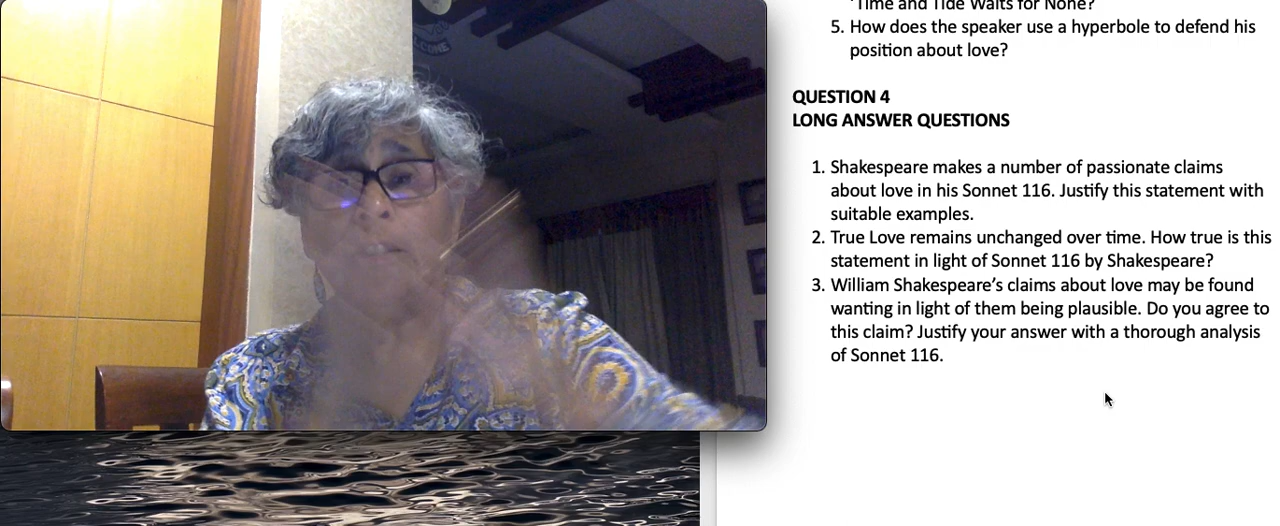 'Time and Tide Waits for None?
5. How does the speaker use a hyperbole to defend his
position about love?
QUESTION 4
LONG ANSWER QUESTIONS
1. Shakespeare makes a number of passionate claims
about love in his Sonnet 116. Justify this statement with
suitable examples.
2. True Love remains unchanged over time. How true is this
statement in light of Sonnet 116 by Shakespeare?
3. William Shakespeare’s claims about love may be found
wanting in light of them being plausible. Do you agree to
this claim? Justify your answer with a thorough analysis
of Sonnet 116.